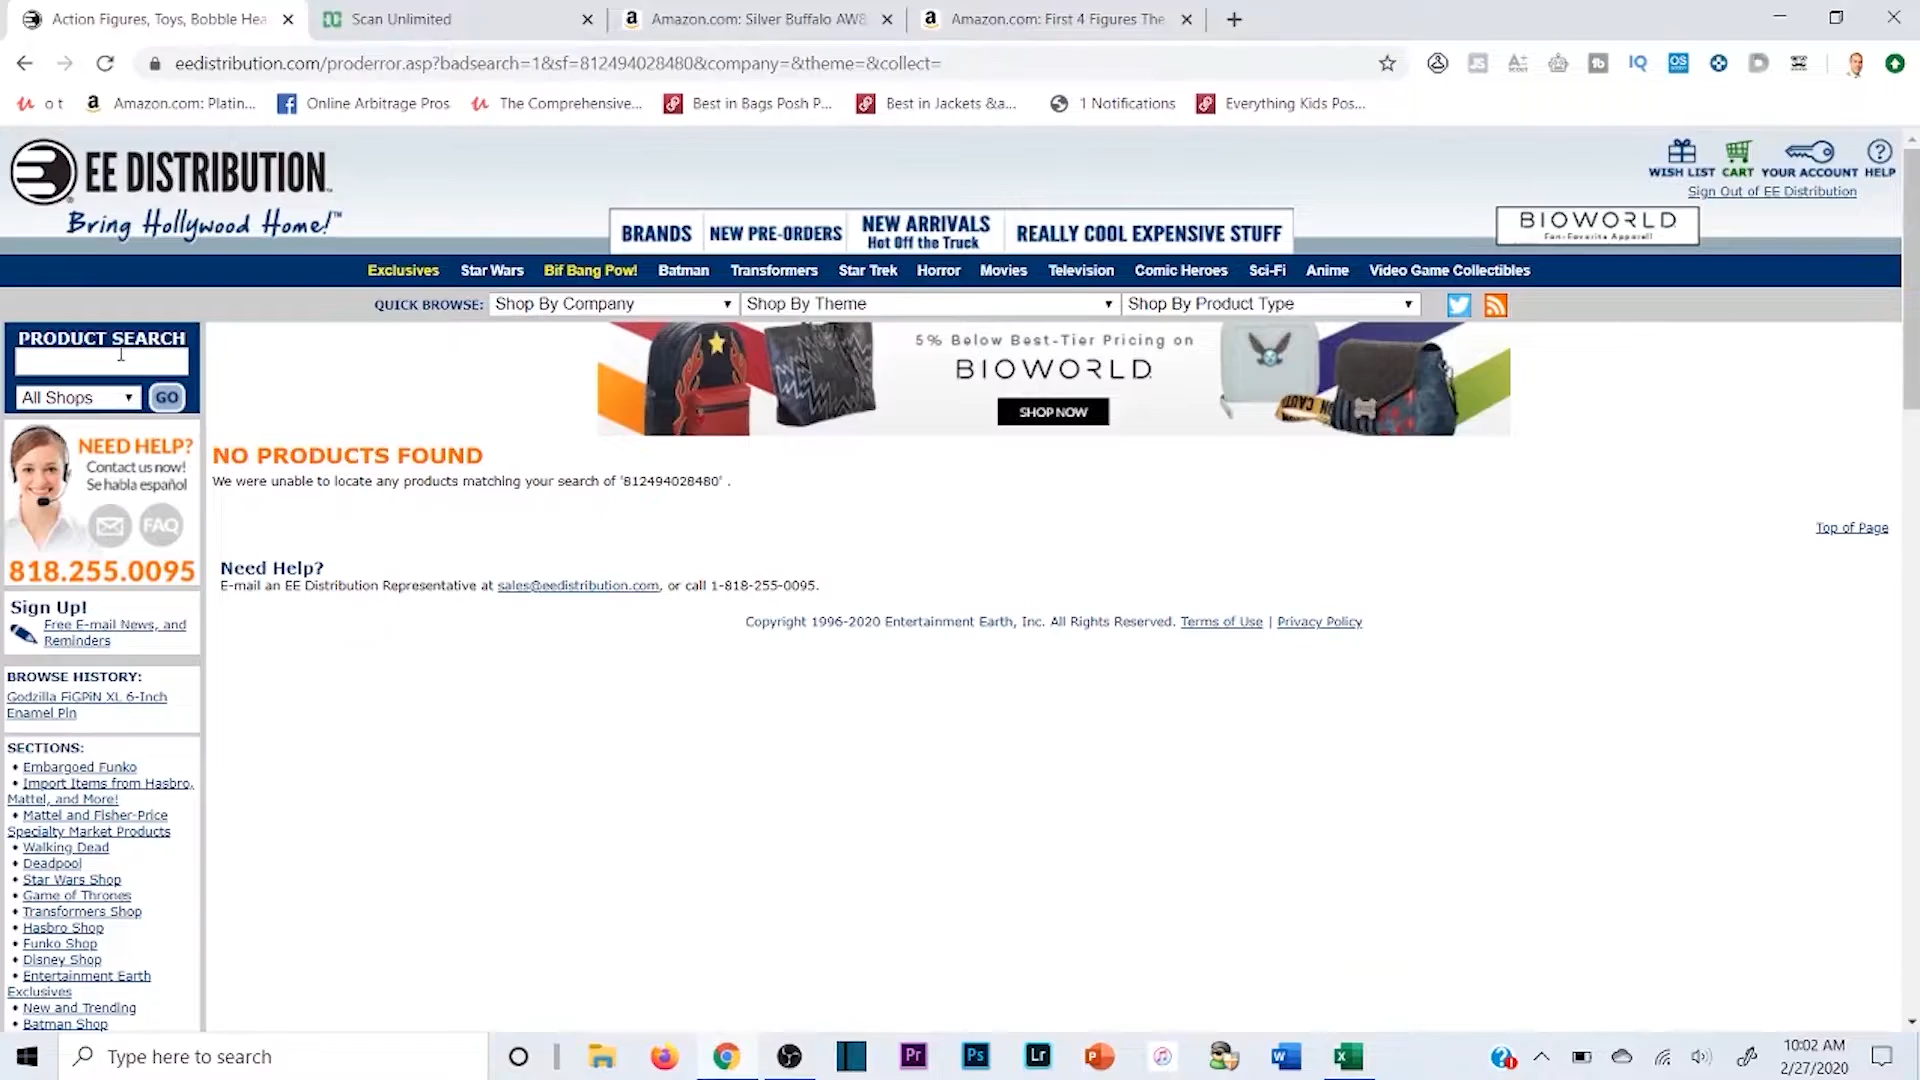 Action Figures, Toys, Bobble Hea
Scan Unlimited
Amazon.com: Silver Buffalo AW8
Amazon.com: First 4 Figures The
eedistribution.com/proderror.asp?badsearch=1&sf=812494028480&company=&theme=&collect=
o t
Amazon.com: Platin...
Online Arbitrage Pros
The Comprehensive...
Best in Bags Posh P...
Best in Jackets &a...
1 Notifications
Everything Kids Pos...
EE DISTRIBUTION
Bring Hollywood Home!™
WISH LIST CART YOUR ACCOUNT HELP
Sign Out of EE Distribution
BRANDS
NEW PRE-ORDERS
NEW ARRIVALS
Hot Off the Truck
REALLY COOL EXPENSIVE STUFF
BIOWORLD
Fan-Favorite Apparel!
Exclusives Star Wars Bif Bang Pow! Batman Transformers Star Trek Horror Movies Television Comic Heroes Sci-Fi Anime Video Game Collectibles
QUICK BROWSE: Shop By Company Shop By Theme Shop By Product Type
PRODUCT SEARCH
All Shops GO
5% Below Best-Tier Pricing on
BIOWORLD
SHOP NOW
CAUTION
NEED HELP?
Contact us now!
Se habla español
FAQ
818.255.0095
NO PRODUCTS FOUND
We were unable to locate any products matching your search of '812494028480' .
Top of Page
Need Help?
E-mail an EE Distribution Representative at sales@eedistribution.com, or call 1-818-255-0095.
Copyright 1996-2020 Entertainment Earth, Inc. All Rights Reserved. Terms of Use | Privacy Policy
Sign Up!
Free E-mail News, and
Reminders
BROWSE HISTORY:
Godzilla FiGPiN XL 6-Inch
Enamel Pin
SECTIONS:
• Embargoed Funko
• Import Items from Hasbro,
Mattel, and More!
• Mattel and Fisher-Price
Specialty Market Products
• Walking Dead
• Deadpool
• Star Wars Shop
• Game of Thrones
• Transformers Shop
• Hasbro Shop
• Funko Shop
• Disney Shop
• Entertainment Earth
Exclusives
• New and Trending
• Batman Shop
Type here to search
Pr
Ps
Lr
10:02 AM
2/27/2020